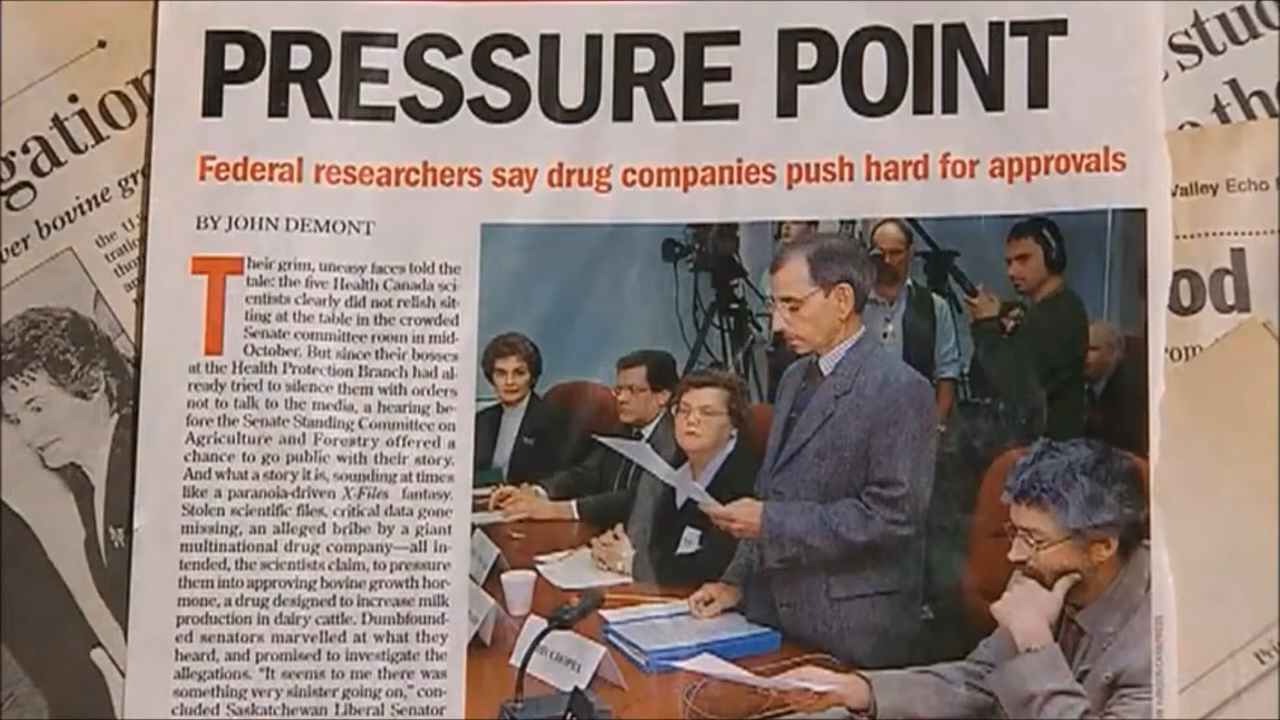 PRESSURE POINT
Federal researchers say drug companies push hard for approvals
BY JOHN DEMONT
Their grim, uneasy faces told the
tale: the five Health Canada sci-
entists clearly did not relish sit-
ting at the table in the crowded
Senate committee room in mid-
October. But since their bosses
at the Health Protection Branch had al-
ready tried to silence them with orders
not to talk to the media, a hearing be-
fore the Senate Standing Committee on
Agriculture and Forestry offered a
chance to go public with their story.
And what a story it is, sounding at times
like a paranoia-driven X-Files fantasy.
Stolen scientific files, critical data gone
missing, an alleged bribe by a giant
multinational drug company—all in-
tended, the scientists claim, to pressure
them into approving bovine growth hor-
mone, a drug designed to increase milk
production in dairy cattle. Dumbfound-
ed senators marvelled at what they
heard, and promised to investigate the
allegations. "It seems to me there was
something very sinister going on," con-
cluded Saskatchewan Liberal Senator
gation
ver bovine gr
the U.
trati
tho
stud
the
Valley Echo
od
om
CHOPRA